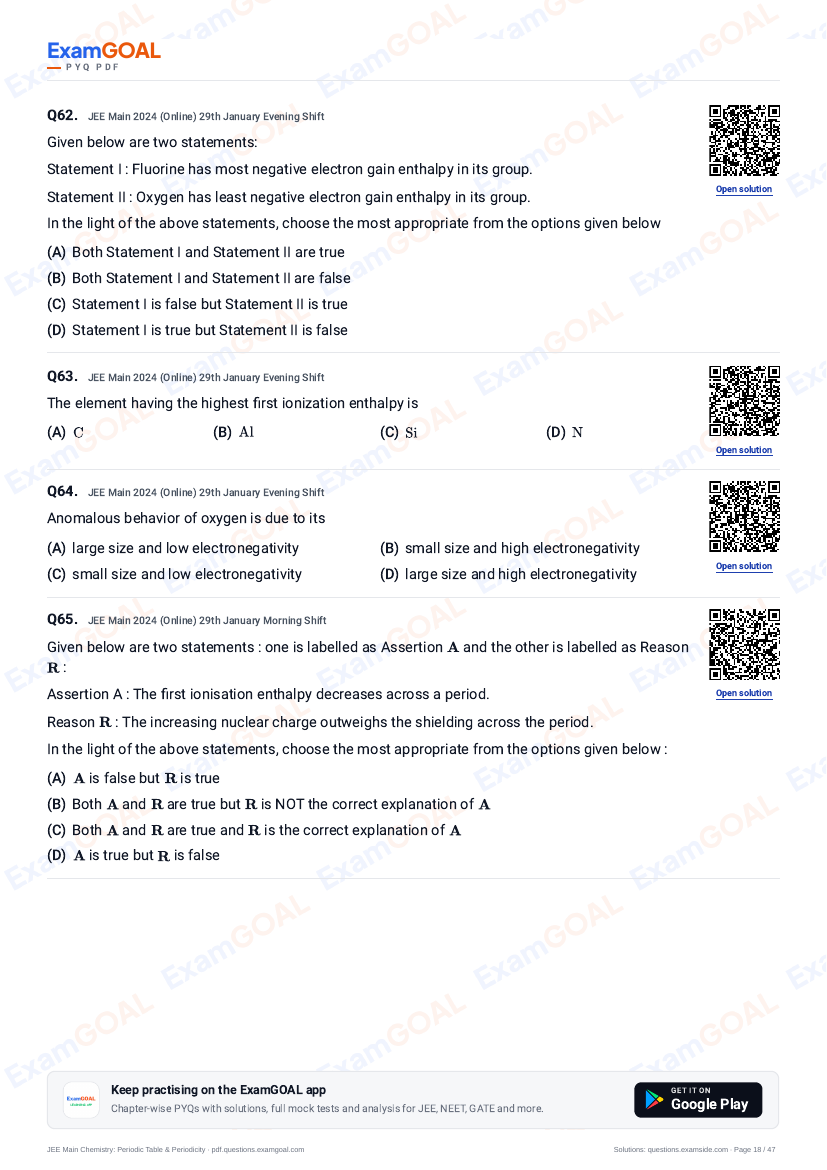 ExamGOAL
PYQ PDF
Q62. JEE Main 2024 (Online) 29th January Evening Shift
Given below are two statements:
Statement I : Fluorine has most negative electron gain enthalpy in its group.
Statement II : Oxygen has least negative electron gain enthalpy in its group.
In the light of the above statements, choose the most appropriate from the options given below
(A) Both Statement I and Statement II are true
(B) Both Statement I and Statement II are false
(C) Statement I is false but Statement II is true
(D) Statement I is true but Statement II is false
Open solution
Q63. JEE Main 2024 (Online) 29th January Evening Shift
The element having the highest first ionization enthalpy is
(A) C (B) Al (C) Si (D) N
Open solution
Q64. JEE Main 2024 (Online) 29th January Evening Shift
Anomalous behavior of oxygen is due to its
(A) large size and low electronegativity (B) small size and high electronegativity
(C) small size and low electronegativity (D) large size and high electronegativity
Open solution
Q65. JEE Main 2024 (Online) 29th January Morning Shift
Given below are two statements : one is labelled as Assertion A and the other is labelled as Reason
R :
Assertion A : The first ionisation enthalpy decreases across a period.
Reason R : The increasing nuclear charge outweighs the shielding across the period.
In the light of the above statements, choose the most appropriate from the options given below :
(A) A is false but R is true
(B) Both A and R are true but R is NOT the correct explanation of A
(C) Both A and R are true and R is the correct explanation of A
(D) A is true but R is false
Open solution
ExamGOAL
Keep practising on the ExamGOAL app
Chapter-wise PYQs with solutions, full mock tests and analysis for JEE, NEET, GATE and more.
GET IT ON
Google Play
JEE Main Chemistry: Periodic Table & Periodicity · pdf.questions.examgoal.com
Solutions: questions.examside.com · Page 18 / 47